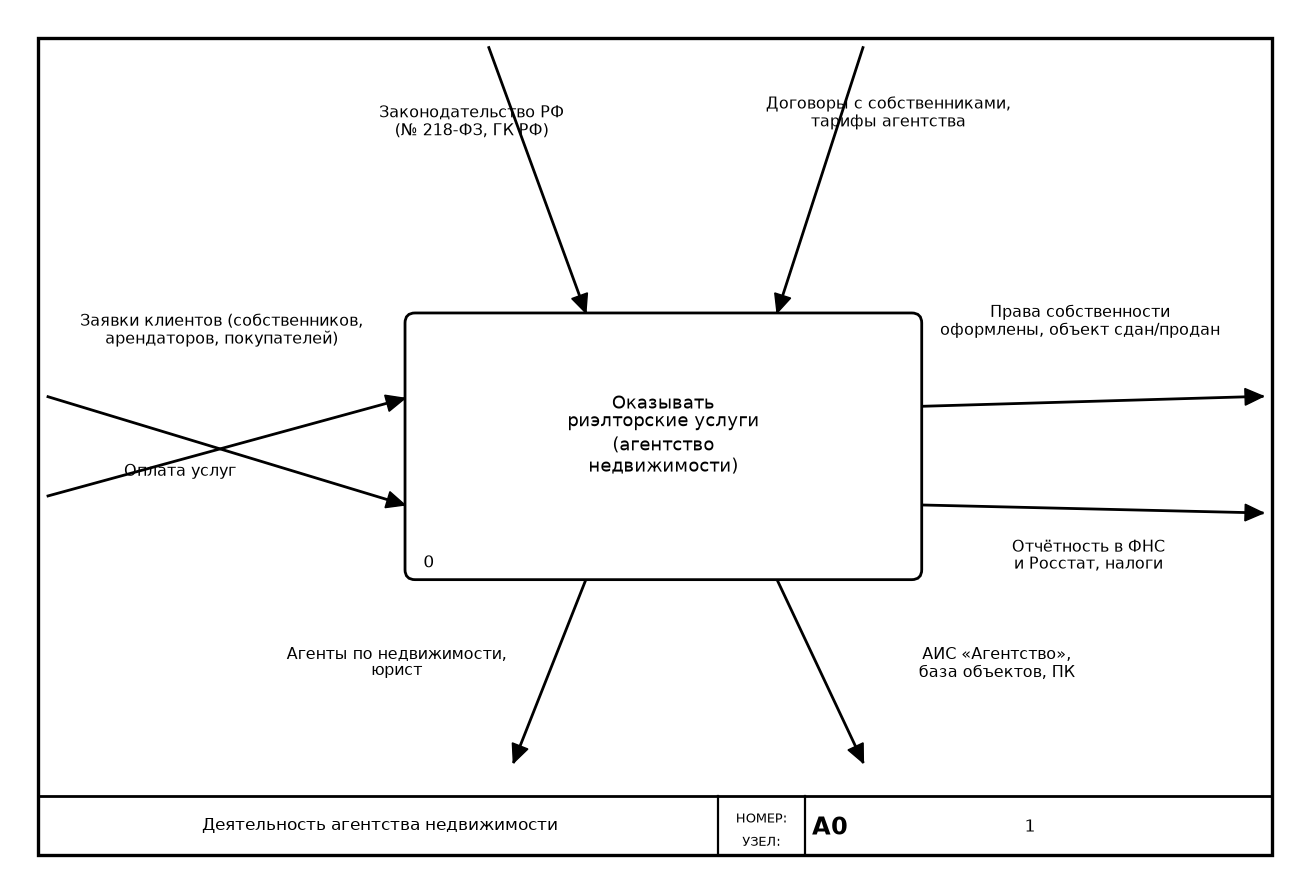 Законодательство РФ
(№ 218-ФЗ, ГК РФ)
Договоры с собственниками,
тарифы агентства
Заявки клиентов (собственников,
арендаторов, покупателей)
Права собственности
оформлены, объект сдан/продан
Оказывать
риэлторские услуги
(агентство
недвижимости)
Оплата услуг
0
Отчётность в ФНС
и Росстат, налоги
Агенты по недвижимости,
юрист
АИС «Агентство»,
база объектов, ПК
Деятельность агентства недвижимости
НОМЕР:
УЗЕЛ:
A0
1